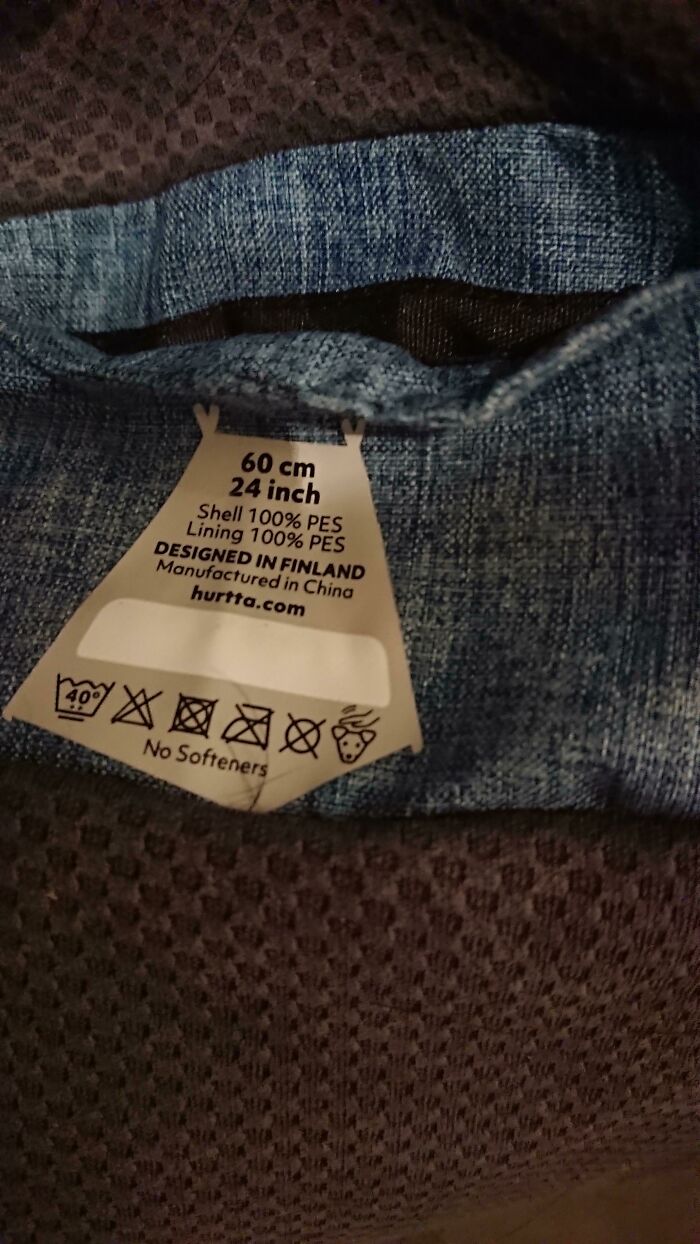 60 cm
24 inch
Shell 100% PES
Lining 100% PES
DESIGNED IN FINLAND
Manufactured in China
hurtta.com
40°
No Softeners